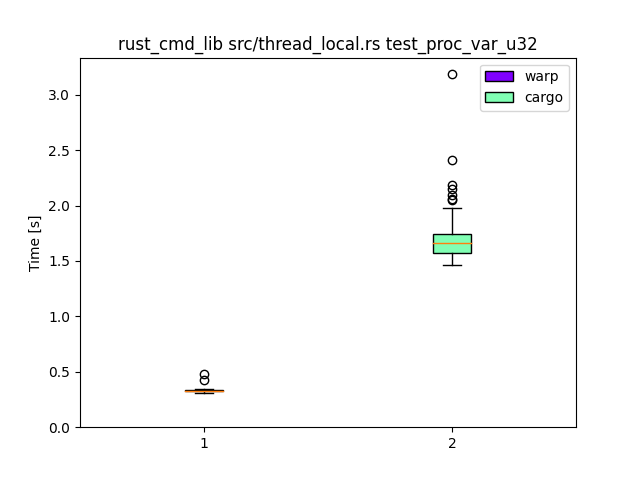 rust_cmd_lib src/thread_local.rs test_proc_var_u32
warp
cargo
Time [s]
3.0
2.5
2.0
1.5
1.0
0.5
0.0
1
2